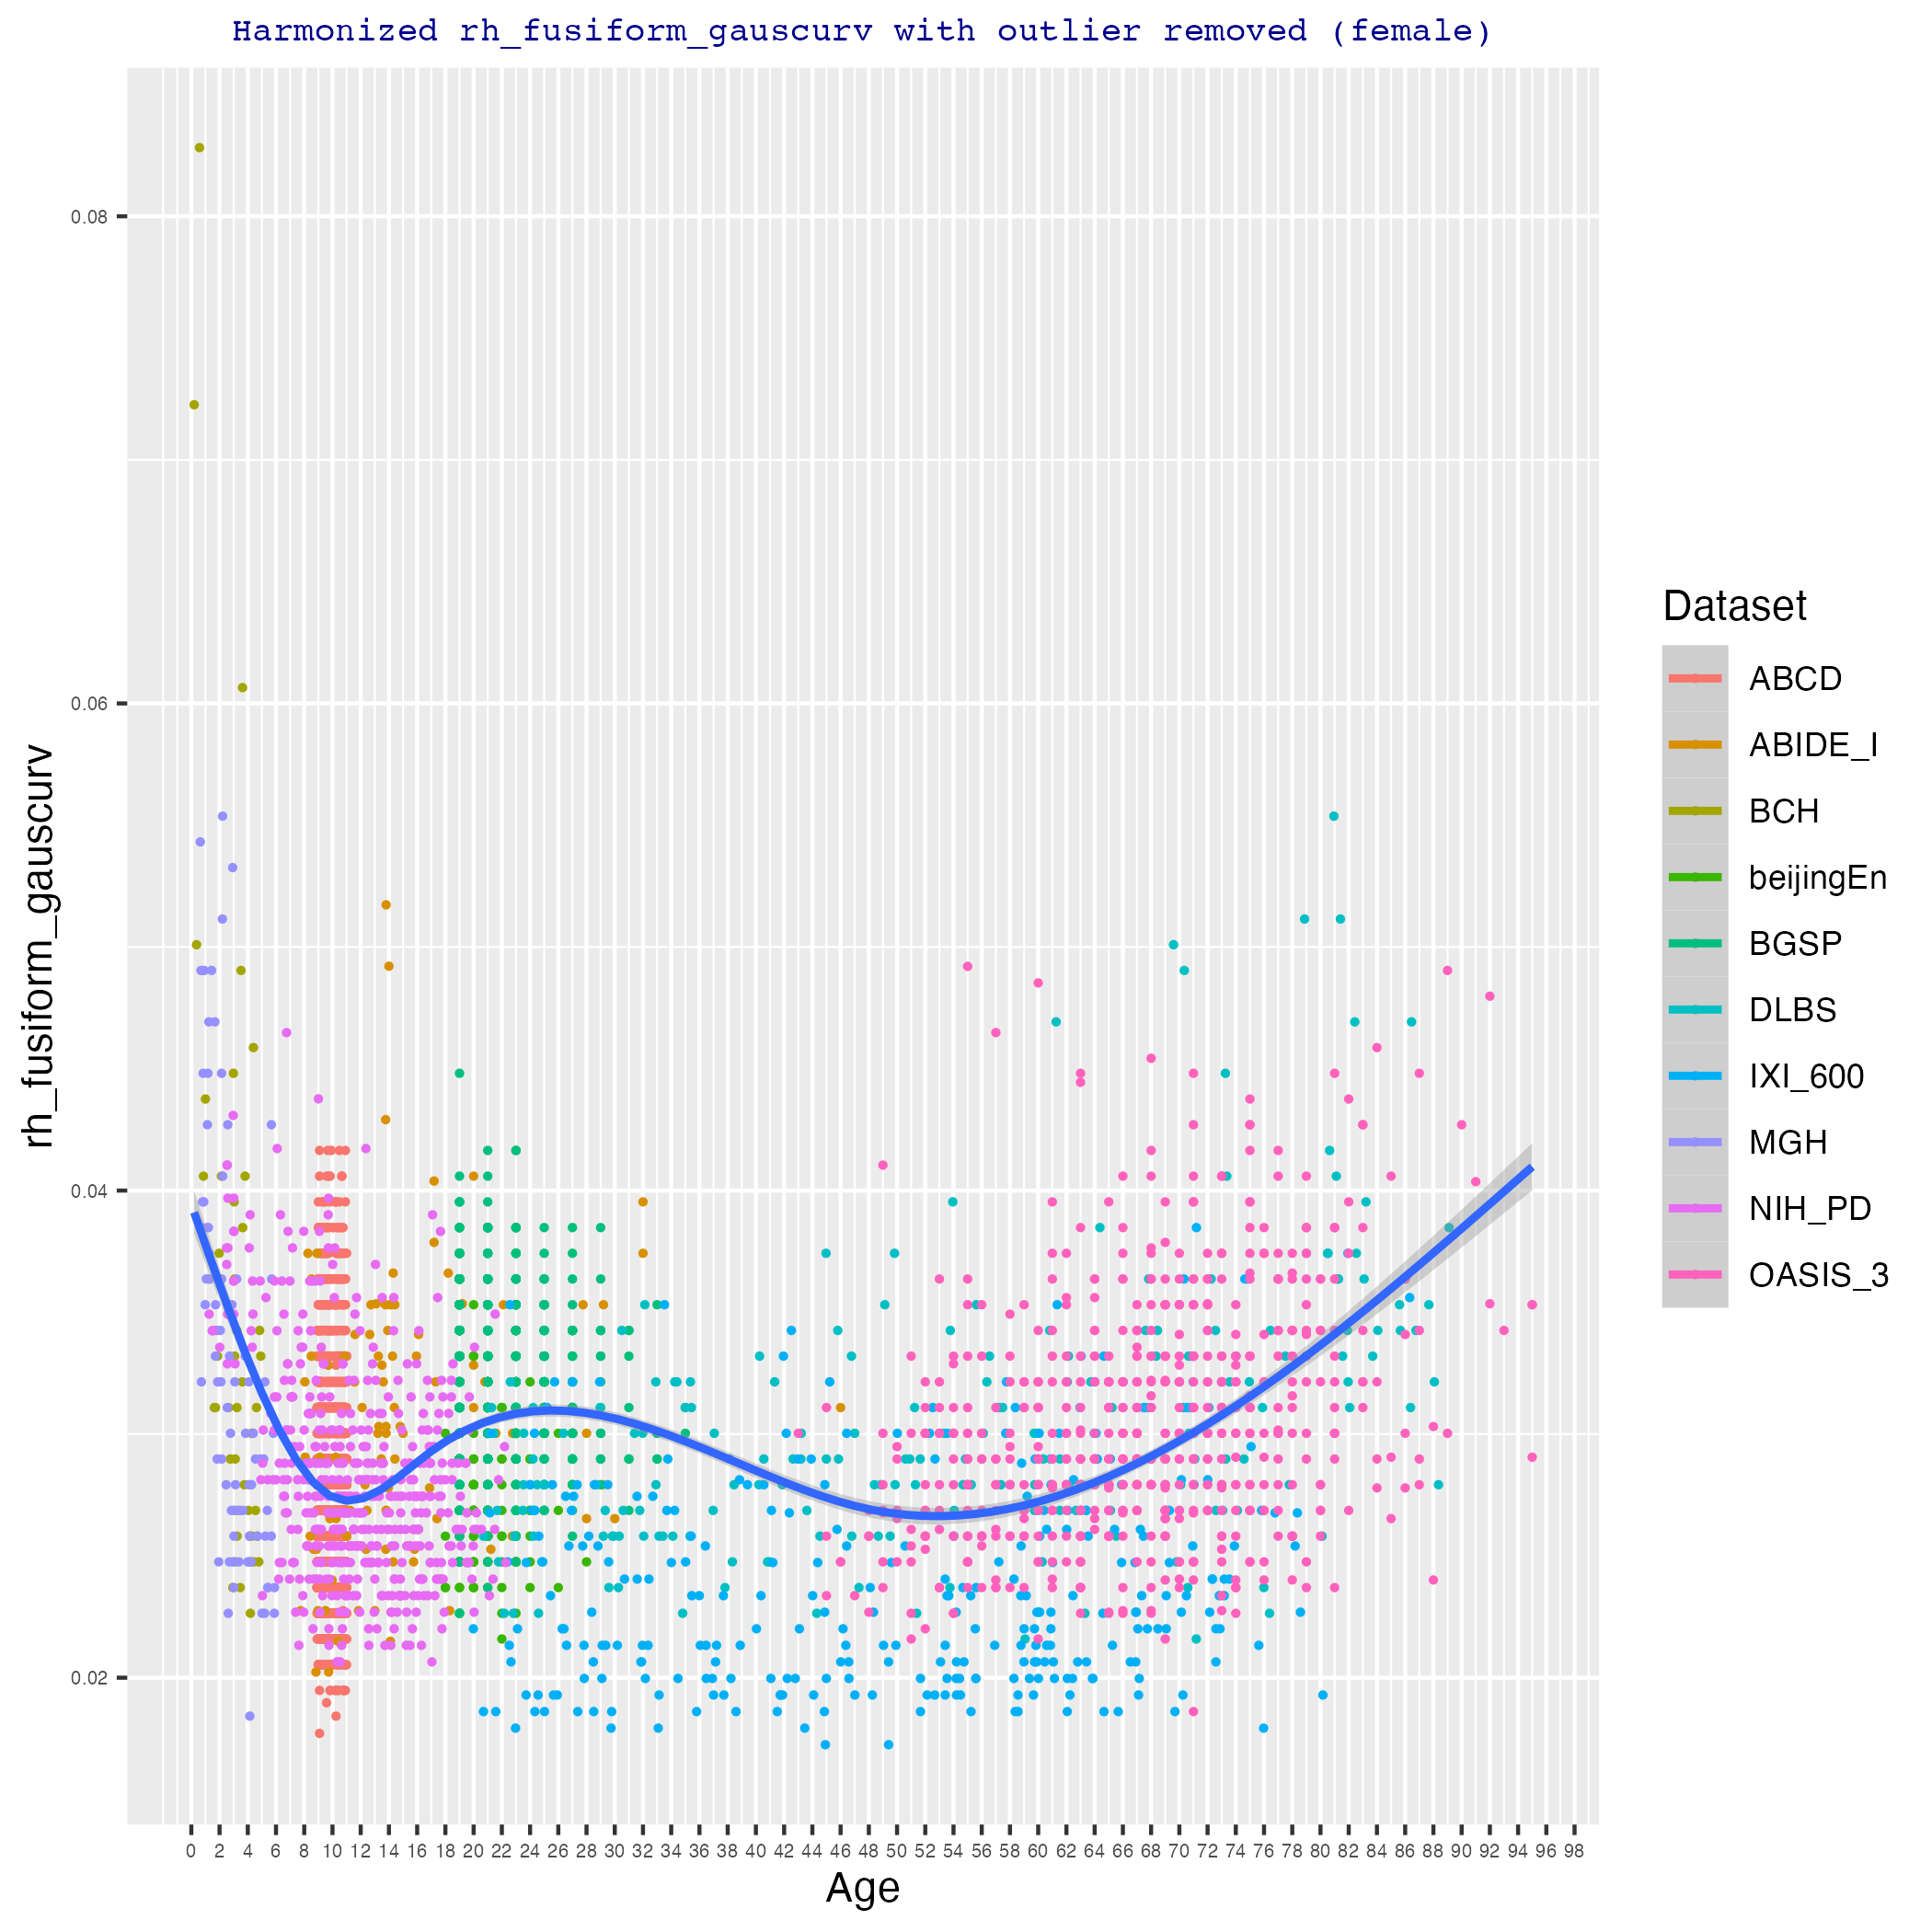 Harmonized rh_fusiform_gauscurv with outlier removed (female)
rh_fusiform_gauscurv
0.08
0.06
0.04
0.02
0 2 4 6 8 10 12 14 16 18 20 22 24 26 28 30 32 34 36 38 40 42 44 46 48 50 52 54 56 58 60 62 64 66 68 70 72 74 76 78 80 82 84 86 88 90 92 94 96 98
Age
Dataset
ABCD
ABIDE_I
BCH
beijingEn
BGSP
DLBS
IXI_600
MGH
NIH_PD
OASIS_3